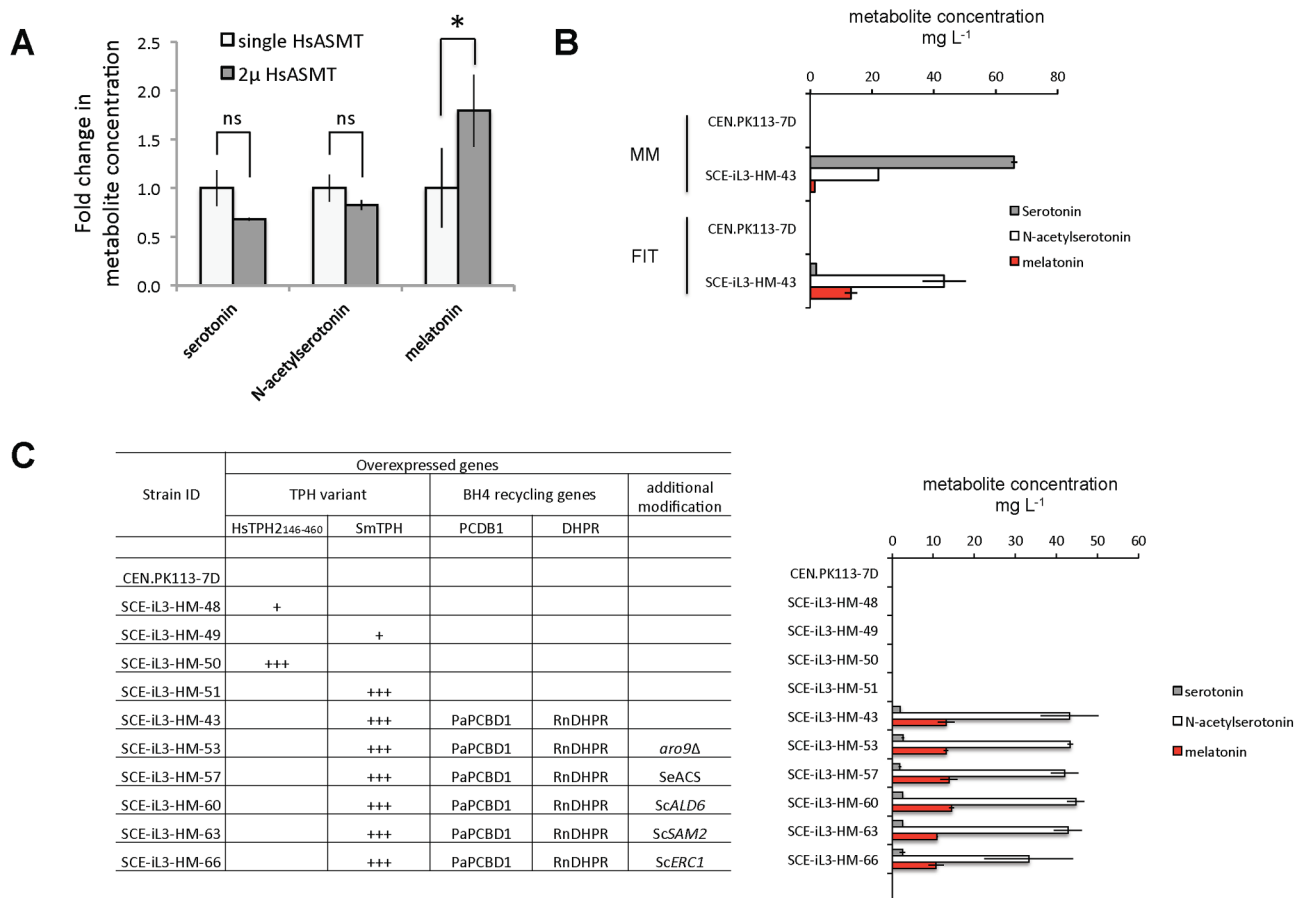 A
Fold change in
metabolite concentration
2.5
2.0
1.5
1.0
0.5
0.0
single HsASMT
2μ HsASMT
ns
ns
*
serotonin
N-acetylserotonin
melatonin
B
metabolite concentration
mg L-1
0 20 40 60 80
MM
CEN.PK113-7D
SCE-iL3-HM-43
FIT
CEN.PK113-7D
SCE-iL3-HM-43
Serotonin
N-acetylserotonin
melatonin
C
Strain ID
Overexpressed genes
TPH variant BH4 recycling genes additional
modification
HsTPH2146-460 SmTPH PCDB1 DHPR
CEN.PK113-7D
SCE-iL3-HM-48 +
SCE-iL3-HM-49 +
SCE-iL3-HM-50 +++
SCE-iL3-HM-51 +++
SCE-iL3-HM-43 +++ PaPCBD1 RnDHPR
SCE-iL3-HM-53 +++ PaPCBD1 RnDHPR aro9Δ
SCE-iL3-HM-57 +++ PaPCBD1 RnDHPR SeACS
SCE-iL3-HM-60 +++ PaPCBD1 RnDHPR ScALD6
SCE-iL3-HM-63 +++ PaPCBD1 RnDHPR ScSAM2
SCE-iL3-HM-66 +++ PaPCBD1 RnDHPR ScERC1
metabolite concentration
mg L-1
0 10 20 30 40 50 60
CEN.PK113-7D
SCE-iL3-HM-48
SCE-iL3-HM-49
SCE-iL3-HM-50
SCE-iL3-HM-51
SCE-iL3-HM-43
SCE-iL3-HM-53
SCE-iL3-HM-57
SCE-iL3-HM-60
SCE-iL3-HM-63
SCE-iL3-HM-66
serotonin
N-acetylserotonin
melatonin